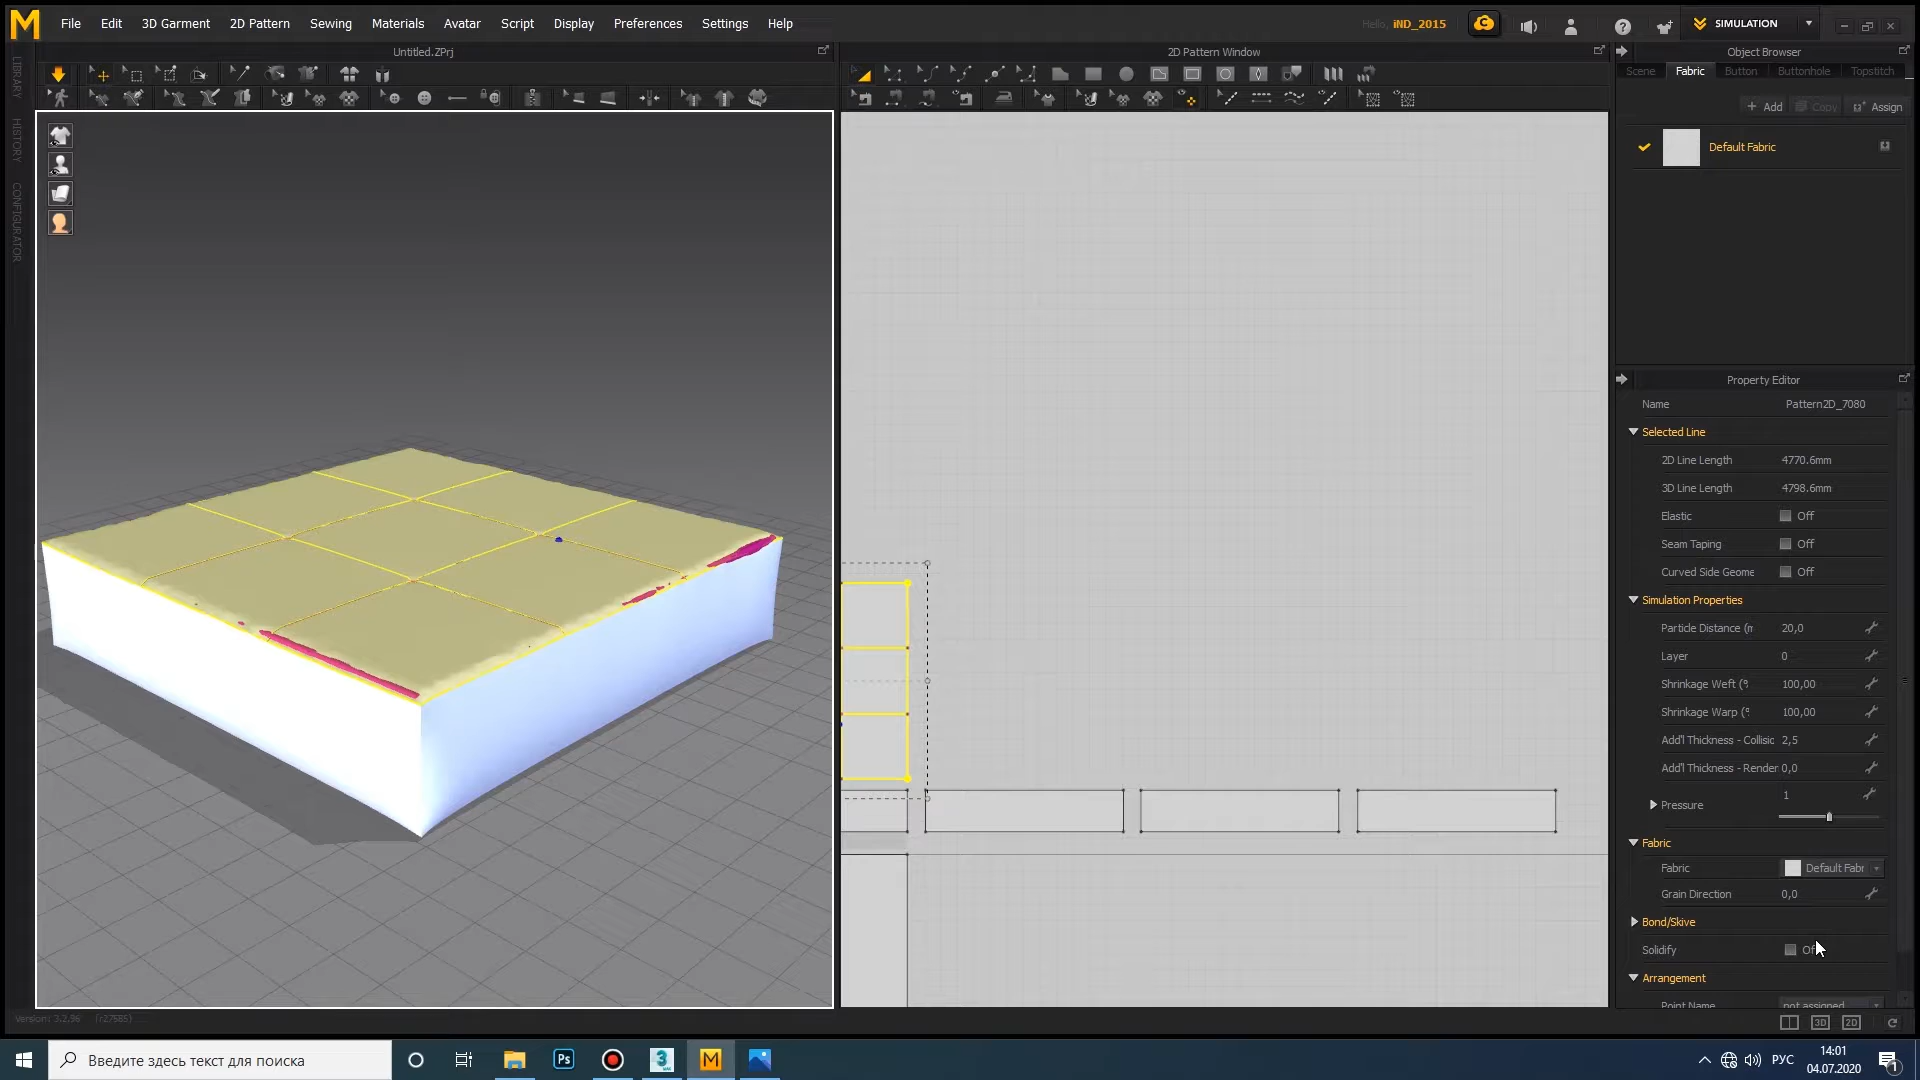 M File Edit 3D Garment 2D Pattern Sewing Materials Avatar Script Display Preferences Settings Help
Hello, iND_2015
SIMULATION
Untitled.ZPrj
2D Pattern Window
Object Browser
Scene Fabric Button Buttonhole Topstitch
+ Add Copy Assign
Default Fabric
LIBRARY
HISTORY
CONFIGURATOR
Property Editor
Name Pattern2D_7080
Selected Line
2D Line Length 4770.6mm
3D Line Length 4798.6mm
Elastic Off
Seam Taping Off
Curved Side Geome Off
Simulation Properties
Particle Distance (m 20,0
Layer 0
Shrinkage Weft (% 100,00
Shrinkage Warp (% 100,00
Add'l Thickness - Collisic 2,5
Add'l Thickness - Render 0,0
Pressure 1
Fabric
Fabric Default Fabr
Grain Direction 0,0
Bond/Skive
Solidify
Arrangement
Point Name not assigned
3D 2D
Version: 3.2.96 (r27585)
Введите здесь текст для поиска
Ps
3
M
РУС
14:01
04.07.2020
1